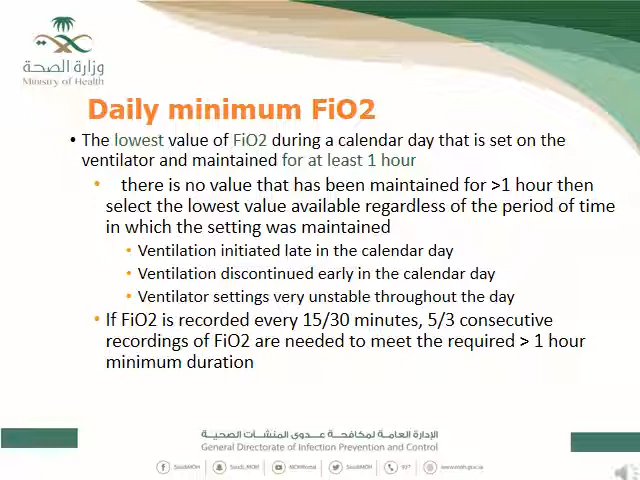 وزارة الصحة
Ministry of Health
Daily minimum FiO2
• The lowest value of FiO2 during a calendar day that is set on the
ventilator and maintained for at least 1 hour
• there is no value that has been maintained for >1 hour then
select the lowest value available regardless of the period of time
in which the setting was maintained
• Ventilation initiated late in the calendar day
• Ventilation discontinued early in the calendar day
• Ventilator settings very unstable throughout the day
• If FiO2 is recorded every 15/30 minutes, 5/3 consecutive
recordings of FiO2 are needed to meet the required > 1 hour
minimum duration
الإدارة العامة لمكافحة عدوى المنشآت الصحية
General Directorate of Infection Prevention and Control
SaudiMOH Saudi_MOH MOHPortal SaudiMOH 937 www.moh.gov.sa